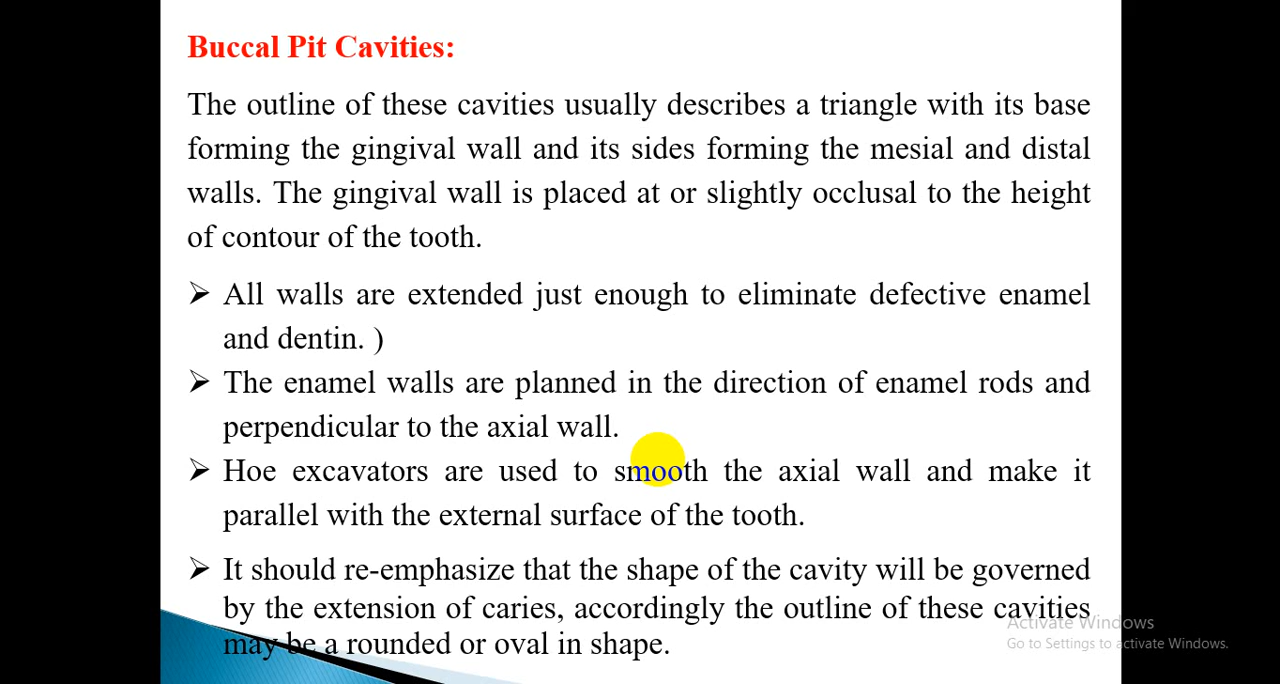 Buccal Pit Cavities:
The outline of these cavities usually describes a triangle with its base
forming the gingival wall and its sides forming the mesial and distal
walls. The gingival wall is placed at or slightly occlusal to the height
of contour of the tooth.
All walls are extended just enough to eliminate defective enamel
and dentin. )
The enamel walls are planned in the direction of enamel rods and
perpendicular to the axial wall.
Hoe excavators are used to smooth the axial wall and make it
parallel with the external surface of the tooth.
It should re-emphasize that the shape of the cavity will be governed
by the extension of caries, accordingly the outline of these cavities
may be a rounded or oval in shape.
Activate Windows
Go to Settings to activate Windows.